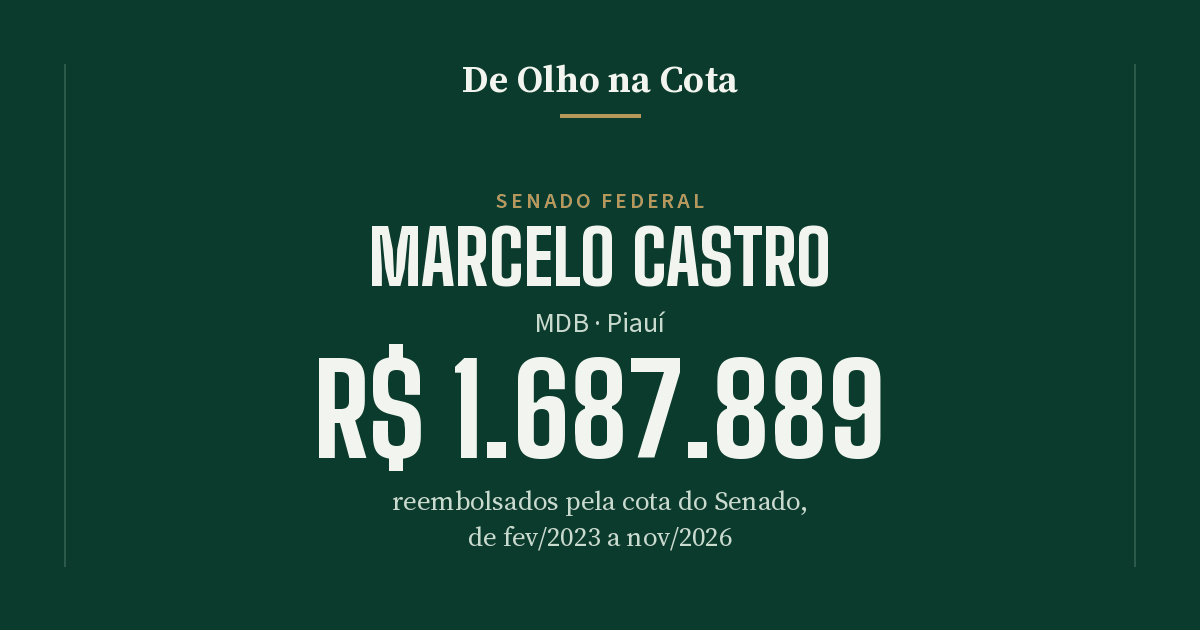 De Olho na Cota
SENADO FEDERAL
MARCELO CASTRO
MDB · Piauí
R$ 1.687.889
reembolsados pela cota do Senado,
de fev/2023 a nov/2026